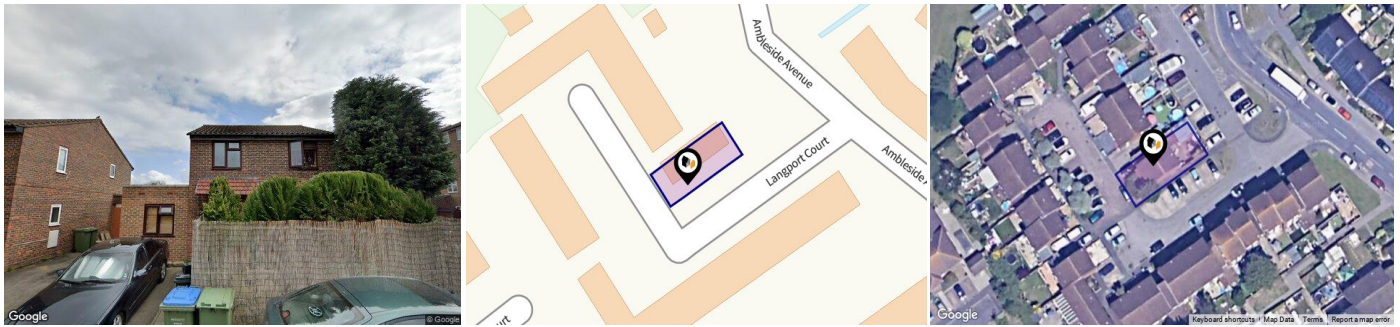 Google
© Google
Ambleside Avenue
Langport Court
Ambleside A
urt
Google
Keyboard shortcuts
Map Data
Terms
Report a map error